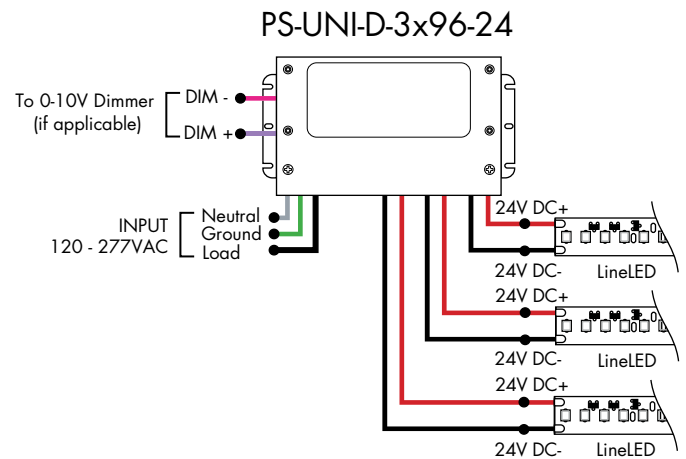 PS-UNI-D-3x96-24
To 0-10V Dimmer
(if applicable)
DIM -
DIM +
INPUT
120 - 277VAC
Neutral
Ground
Load
24V DC+
24V DC-
LineLED
24V DC+
24V DC-
LineLED
24V DC+
24V DC-
LineLED